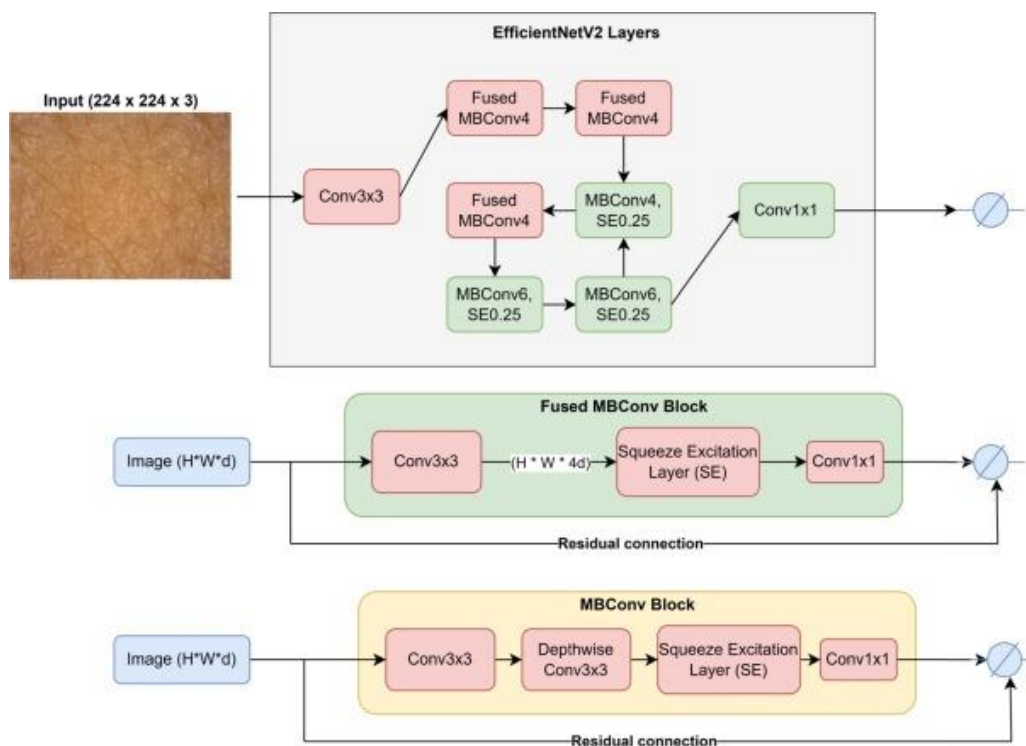 EfficientNetV2 Layers
Input (224 x 224 x 3)
Fused
MBConv4
Fused
MBConv4
Conv3x3
Fused
MBConv4
MBConv4,
SE0.25
Conv1x1
MBConv6,
SE0.25
MBConv6,
SE0.25
Fused MBConv Block
Image (H*W*d)
Conv3x3
(H * W * 4d)
Squeeze Excitation
Layer (SE)
Conv1x1
Residual connection
MBConv Block
Image (H*W*d)
Conv3x3
Depthwise
Conv3x3
Squeeze Excitation
Layer (SE)
Conv1x1
Residual connection